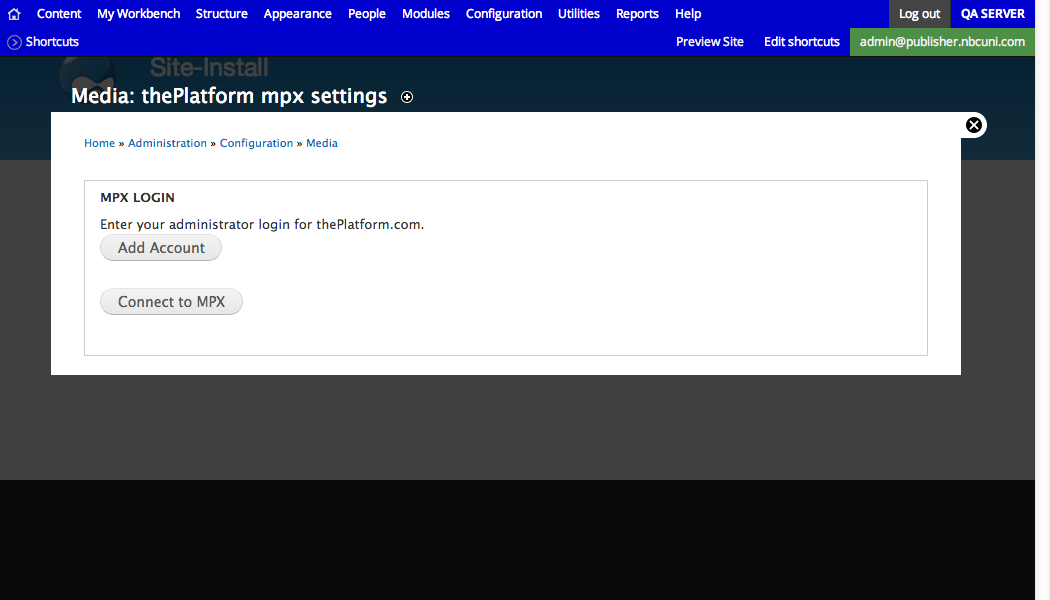 Content My Workbench Structure Appearance People Modules Configuration Utilities Reports Help Log out QA SERVER
Shortcuts Preview Site Edit shortcuts admin@publisher.nbcuni.com
Site-Install
Media: thePlatform mpx settings
Home » Administration » Configuration » Media
MPX LOGIN
Enter your administrator login for thePlatform.com.
Add Account
Connect to MPX